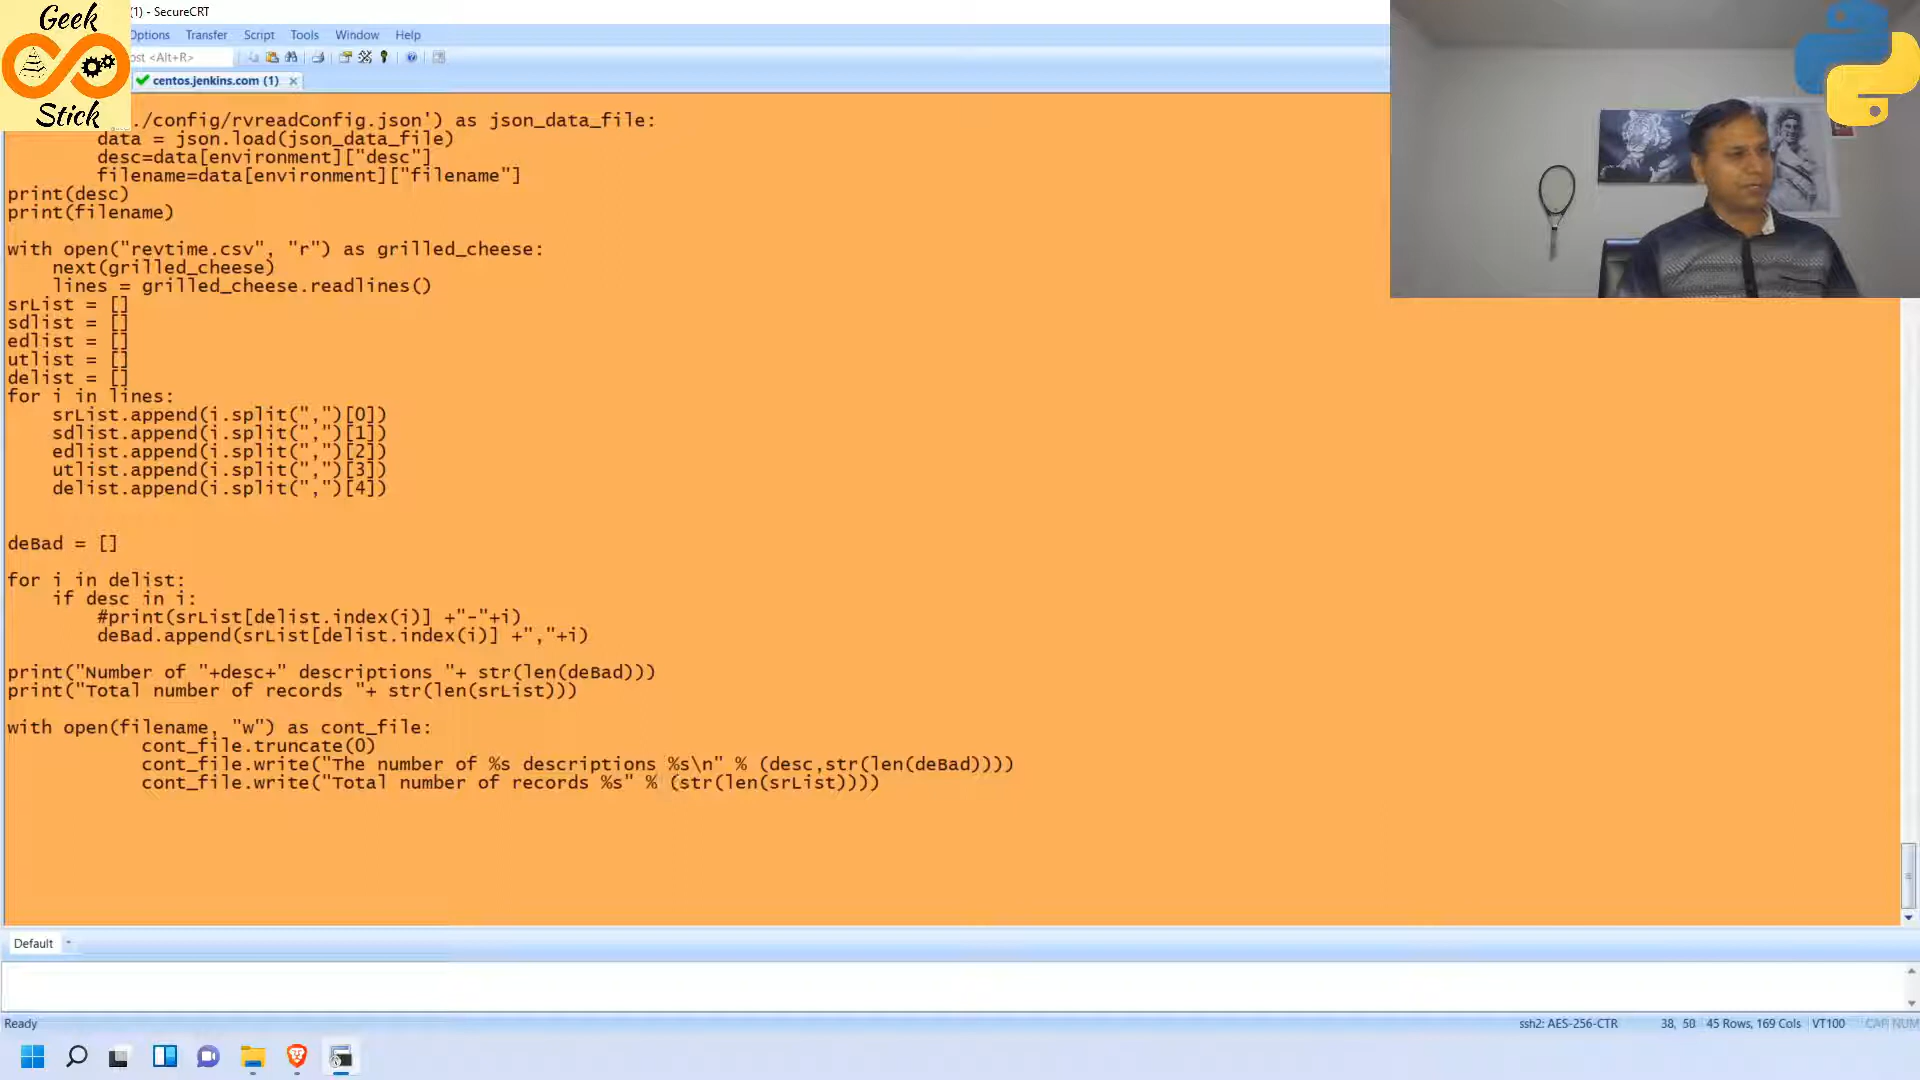 Geek
Stick
(1) - SecureCRT
Options Transfer Script Tools Window Help
ost <Alt+R>
centos.jenkins.com (1)
./config/rvreadConfig.json') as json_data_file:
data = json.load(json_data_file)
desc=data[environment]["desc"]
filename=data[environment]["filename"]
print(desc)
print(filename)
with open("revtime.csv", "r") as grilled_cheese:
next(grilled_cheese)
lines = grilled_cheese.readlines()
srList = []
sdlist = []
edlist = []
utlist = []
delist = []
for i in lines:
srList.append(i.split(",")[0])
sdlist.append(i.split(",")[1])
edlist.append(i.split(",")[2])
utlist.append(i.split(",")[3])
delist.append(i.split(",")[4])
deBad = []
for i in delist:
if desc in i:
#print(srList[delist.index(i)] +"-"+i)
deBad.append(srList[delist.index(i)] +","+i)
print("Number of "+desc+" descriptions "+ str(len(deBad)))
print("Total number of records "+ str(len(srList)))
with open(filename, "w") as cont_file:
cont_file.truncate(0)
cont_file.write("The number of %s descriptions %s\n" % (desc,str(len(deBad))))
cont_file.write("Total number of records %s" % (str(len(srList))))
Default
Ready
ssh2: AES-256-CTR 38, 50 45 Rows, 169 Cols VT100 CAP NUM